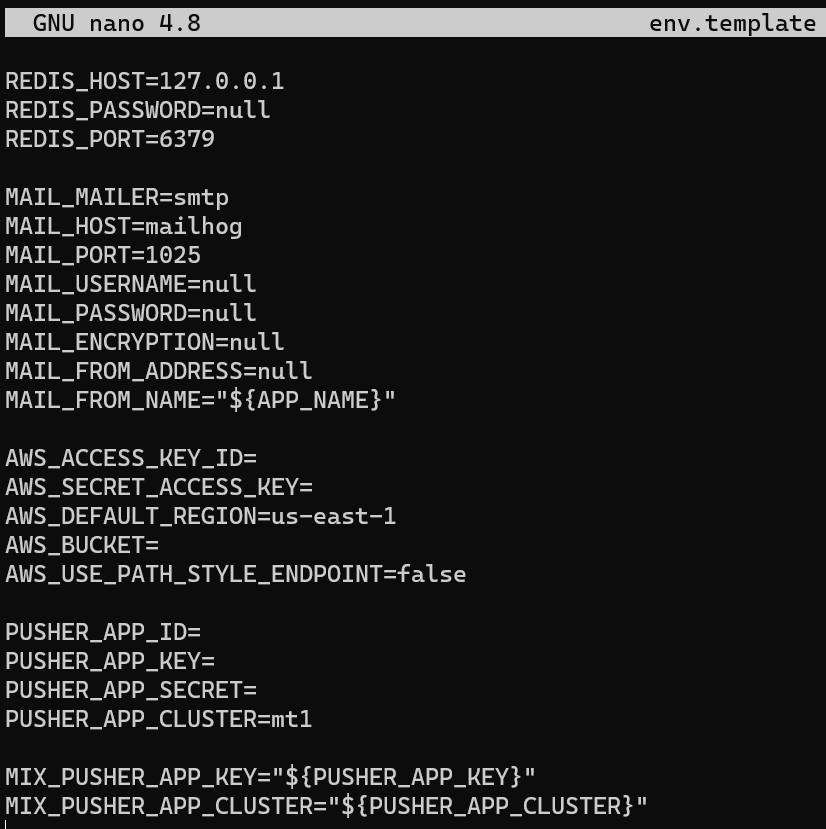 GNU nano 4.8 env.template
REDIS_HOST=127.0.0.1
REDIS_PASSWORD=null
REDIS_PORT=6379
MAIL_MAILER=smtp
MAIL_HOST=mailhog
MAIL_PORT=1025
MAIL_USERNAME=null
MAIL_PASSWORD=null
MAIL_ENCRYPTION=null
MAIL_FROM_ADDRESS=null
MAIL_FROM_NAME="${APP_NAME}"
AWS_ACCESS_KEY_ID=
AWS_SECRET_ACCESS_KEY=
AWS_DEFAULT_REGION=us-east-1
AWS_BUCKET=
AWS_USE_PATH_STYLE_ENDPOINT=false
PUSHER_APP_ID=
PUSHER_APP_KEY=
PUSHER_APP_SECRET=
PUSHER_APP_CLUSTER=mt1
MIX_PUSHER_APP_KEY="${PUSHER_APP_KEY}"
MIX_PUSHER_APP_CLUSTER="${PUSHER_APP_CLUSTER}"